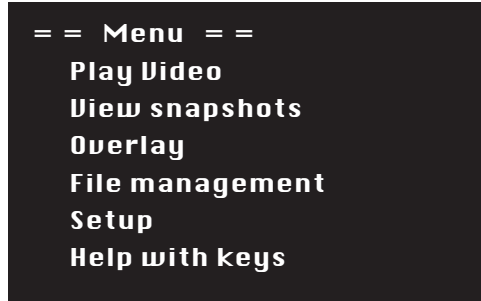 == Menu ==
Play Video
View snapshots
Overlay
File management
Setup
Help with keys